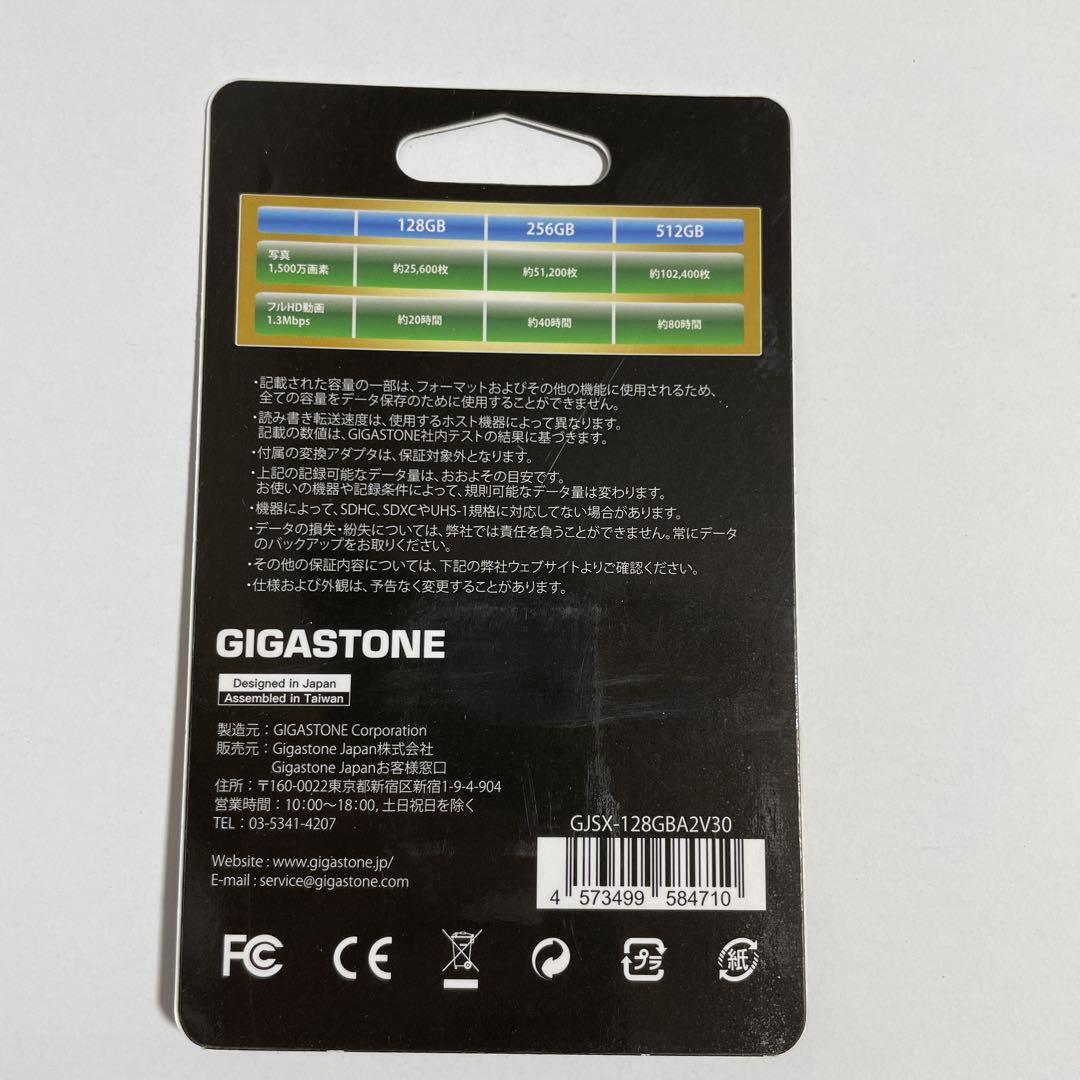 128GB 256GB 512GB
写真
1,500万画素 約25,600枚 約51,200枚 約102,400枚
フルHD動画
1.3Mbps 約20時間 約40時間 約80時間
・記載された容量の一部は、フォーマットおよびその他の機能に使用されるため、
全ての容量をデータ保存のために使用することができません。
・読み書き転送速度は、使用するホスト機器によって異なります。
記載の数値は、GIGASTONE社内テストの結果に基づきます。
・付属の変換アダプタは、保証対象外となります。
・上記の記録可能なデータ量は、おおよその目安です。
お使いの機器や記録条件によって、規則可能なデータ量は変わります。
・機器によって、SDHC, SDXCやUHS-1規格に対応してない場合があります。
・データの損失・紛失については、弊社では責任を負うことができません。常にデータ
のバックアップをお取りください。
・その他の保証内容については、下記の弊社ウェブサイトよりご確認ください。
・仕様および外観は、予告なく変更することがあります。
GIGASTONE
Designed in Japan
Assembled in Taiwan
製造元：GIGASTONE Corporation
販売元：Gigastone Japan株式会社
Gigastone Japanお客様窓口
住所：〒160-0022東京都新宿区新宿1-9-4-904
営業時間：10：00〜18：00, 土日祝日を除く
TEL：03-5341-4207
GJSX-128GBA2V30
Website : www.gigastone.jp/
E-mail : service@gigastone.com
4 573499 584710
FC CE プラ 紙